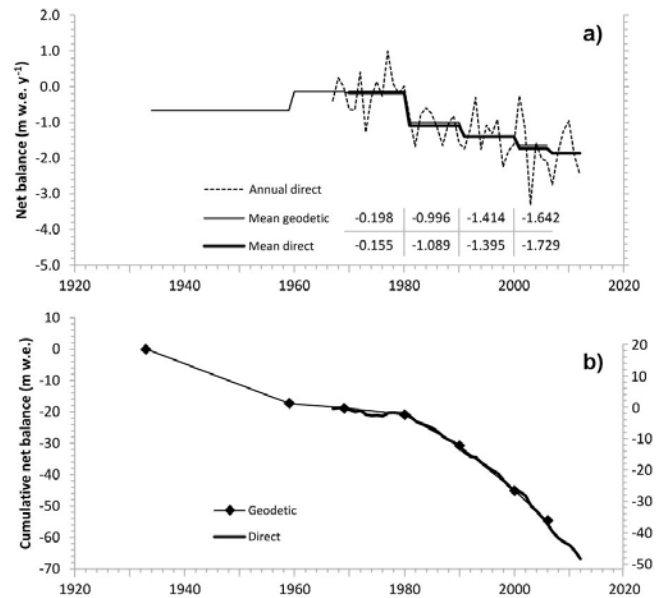 a)
Net balance (m w.e. y-1)
2.0
1.0
0.0
-1.0
-2.0
-3.0
-4.0
-5.0
Annual direct
Mean geodetic -0.198 -0.996 -1.414 -1.642
Mean direct -0.155 -1.089 -1.395 -1.729
1920 1940 1960 1980 2000 2020
b)
Cumulative net balance (m w.e.)
10
0
-10
-20
-30
-40
-50
-60
-70
20
10
0
-10
-20
-30
-40
-50
Geodetic
Direct
1920 1940 1960 1980 2000 2020